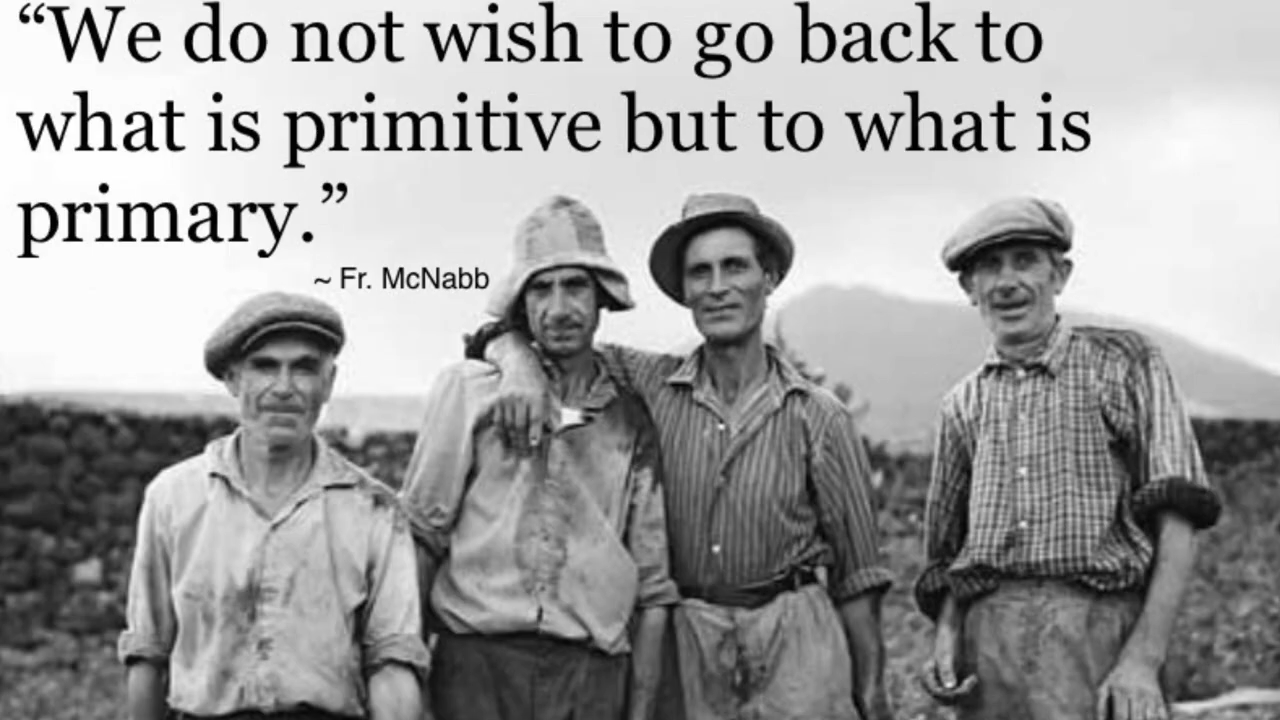 “We do not wish to go back to
what is primitive but to what is
primary.”
~ Fr. McNabb